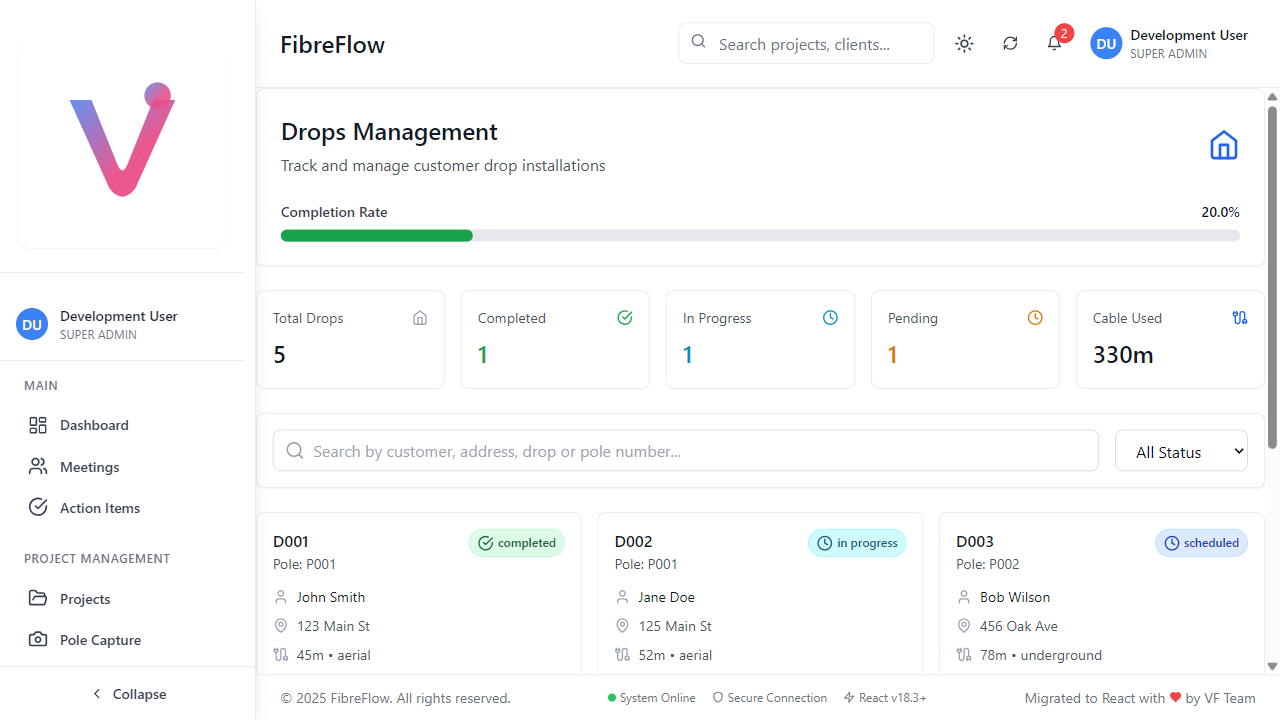 FibreFlow
Search projects, clients...
2
DU
Development User
SUPER ADMIN
DU
Development User
SUPER ADMIN
MAIN
Dashboard
Meetings
Action Items
PROJECT MANAGEMENT
Projects
Pole Capture
Collapse
Drops Management
Track and manage customer drop installations
Completion Rate
20.0%
Total Drops
5
Completed
1
In Progress
1
Pending
1
Cable Used
330m
Search by customer, address, drop or pole number...
All Status
D001
completed
Pole: P001
John Smith
123 Main St
45m • aerial
D002
in progress
Pole: P001
Jane Doe
125 Main St
52m • aerial
D003
scheduled
Pole: P002
Bob Wilson
456 Oak Ave
78m • underground
© 2025 FibreFlow. All rights reserved.
System Online
Secure Connection
React v18.3+
Migrated to React with ❤ by VF Team